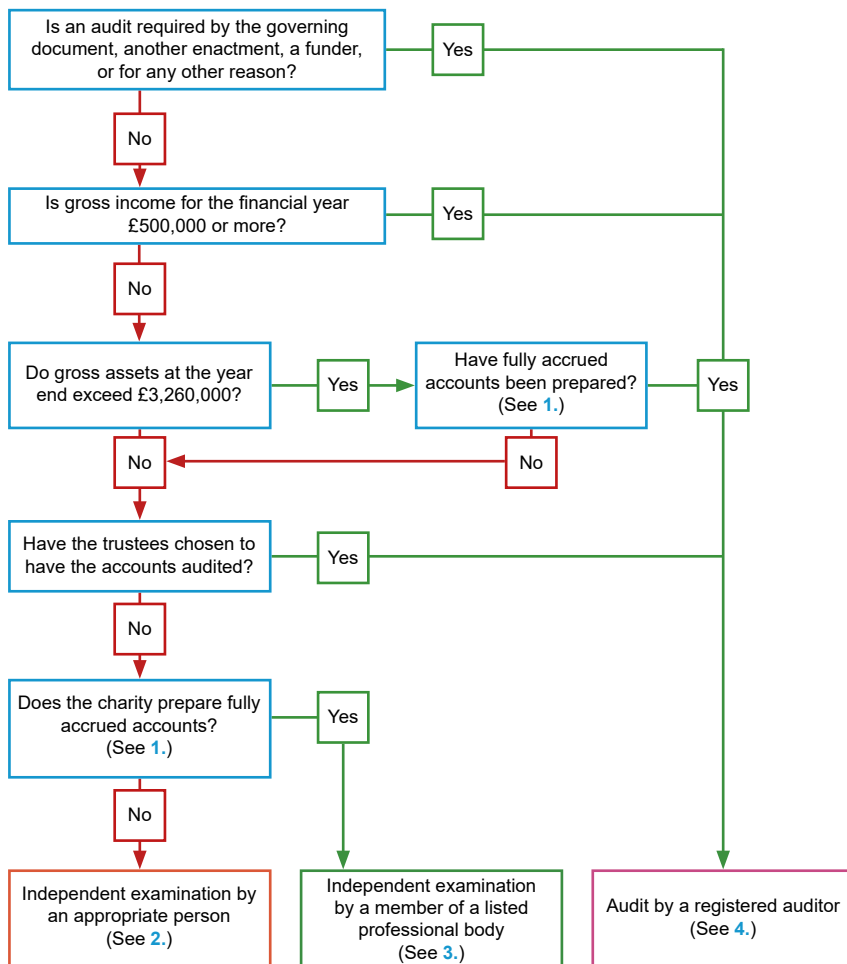 Is an audit required by the governing
document, another enactment, a funder,
or for any other reason?
Yes
No
Is gross income for the financial year
£500,000 or more?
Yes
No
Do gross assets at the year
end exceed £3,260,000?
Yes
Have fully accrued
accounts been prepared?
(See 1.)
Yes
No
No
Have the trustees chosen to
have the accounts audited?
Yes
No
Does the charity prepare fully
accrued accounts?
(See 1.)
Yes
No
Independent examination by
an appropriate person
(See 2.)
Independent examination
by a member of a listed
professional body
(See 3.)
Audit by a registered auditor
(See 4.)